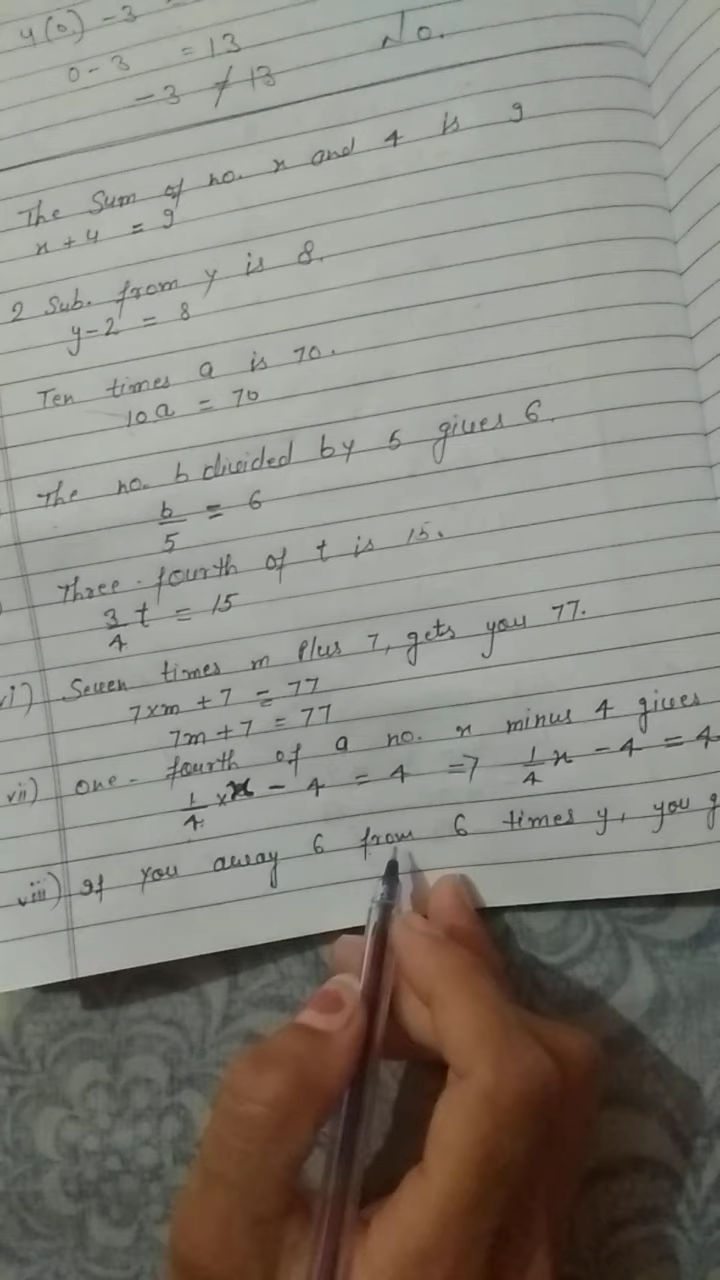 4(0) - 3 =
0 - 3 = 13
-3 ≠ 13 No.
The Sum of no. x and 4 is 9
x + 4 = 9
2 Sub. from y is 8.
y - 2 = 8
Ten times a is 70.
10a = 70
The no. b divided by 5 gives 6.
b/5 = 6
Three-fourth of t is 15.
3/4 t = 15
vi) Seven times m Plus 7, gets you 77.
7×m + 7 = 77
7m + 7 = 77
vii) One-fourth of a no. x minus 4 gives
1/4 × x - 4 = 4 ⇒ 1/4 x - 4 = 4
viii) If you away 6 from 6 times y, you g